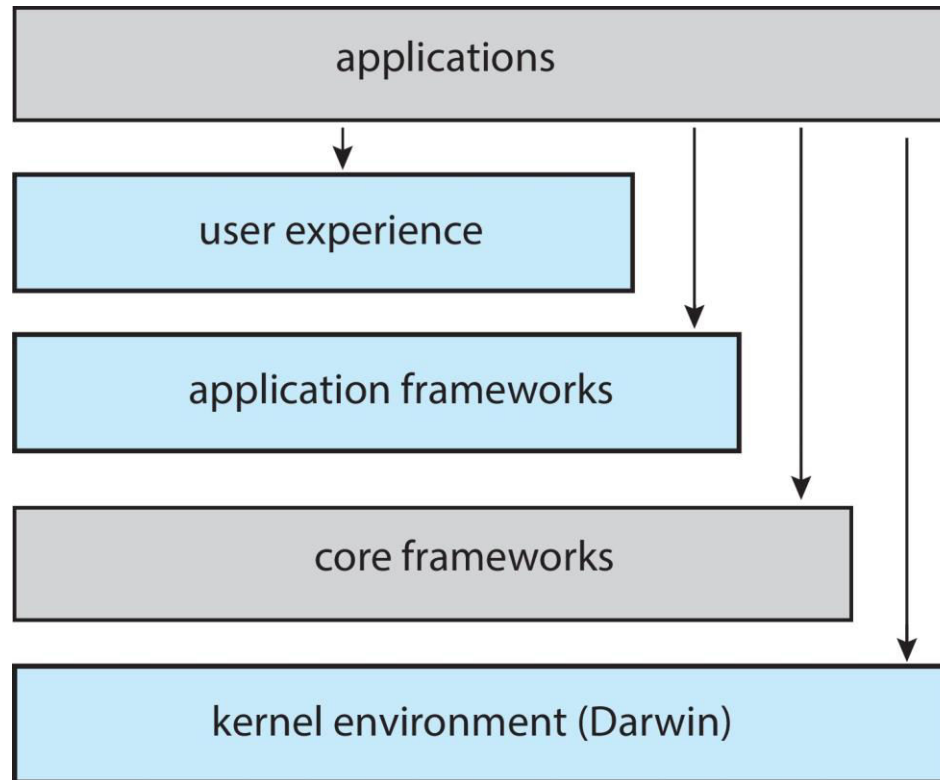 applications
user experience
application frameworks
core frameworks
kernel environment (Darwin)